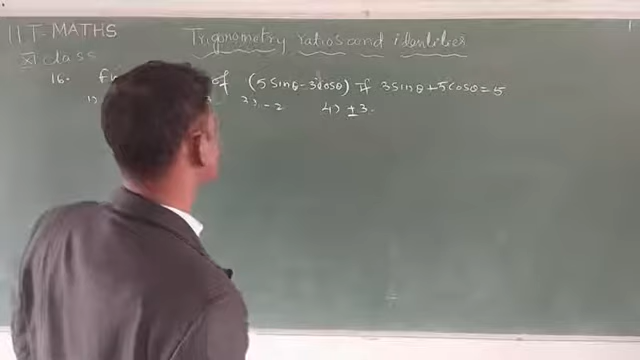 IIT-MATHS
Trigonometry ratios and identities
XI class
16. of (5sinθ-3cosθ) If 3sinθ+5cosθ=5
1) 3) -2 4) ±3.